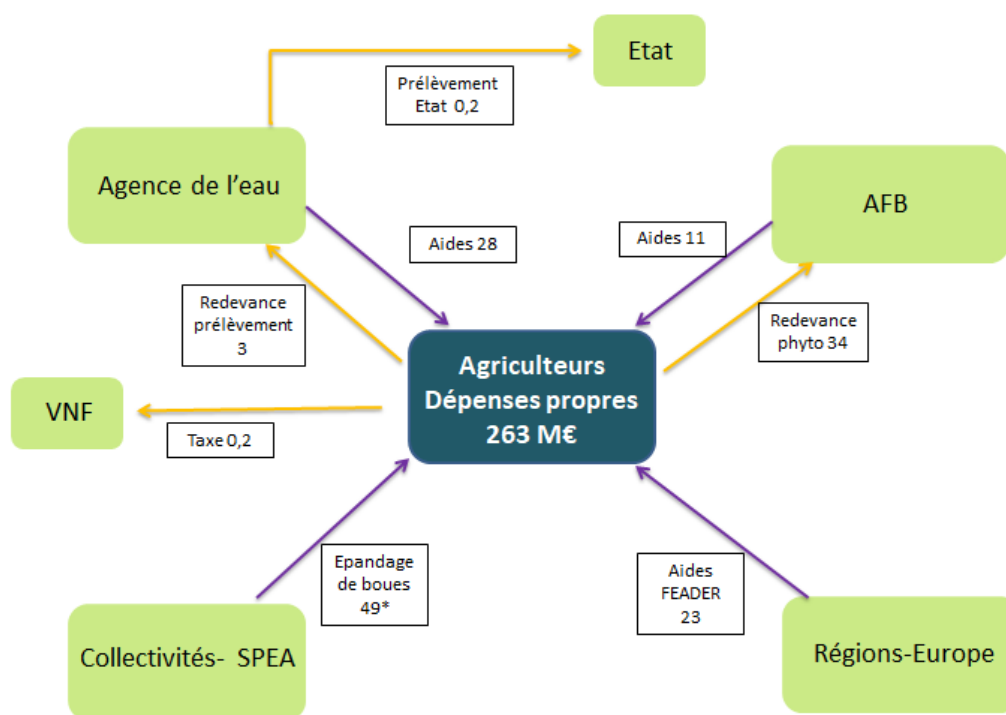 Etat
Prélèvement
Etat 0,2
Agence de l'eau
AFB
Aides 28
Aides 11
Redevance
prélèvement
3
Redevance
phyto 34
Agriculteurs
Dépenses propres
263 M€
VNF
Taxe 0,2
Epandage
de boues
49*
Aides
FEADER
23
Collectivités- SPEA
Régions-Europe